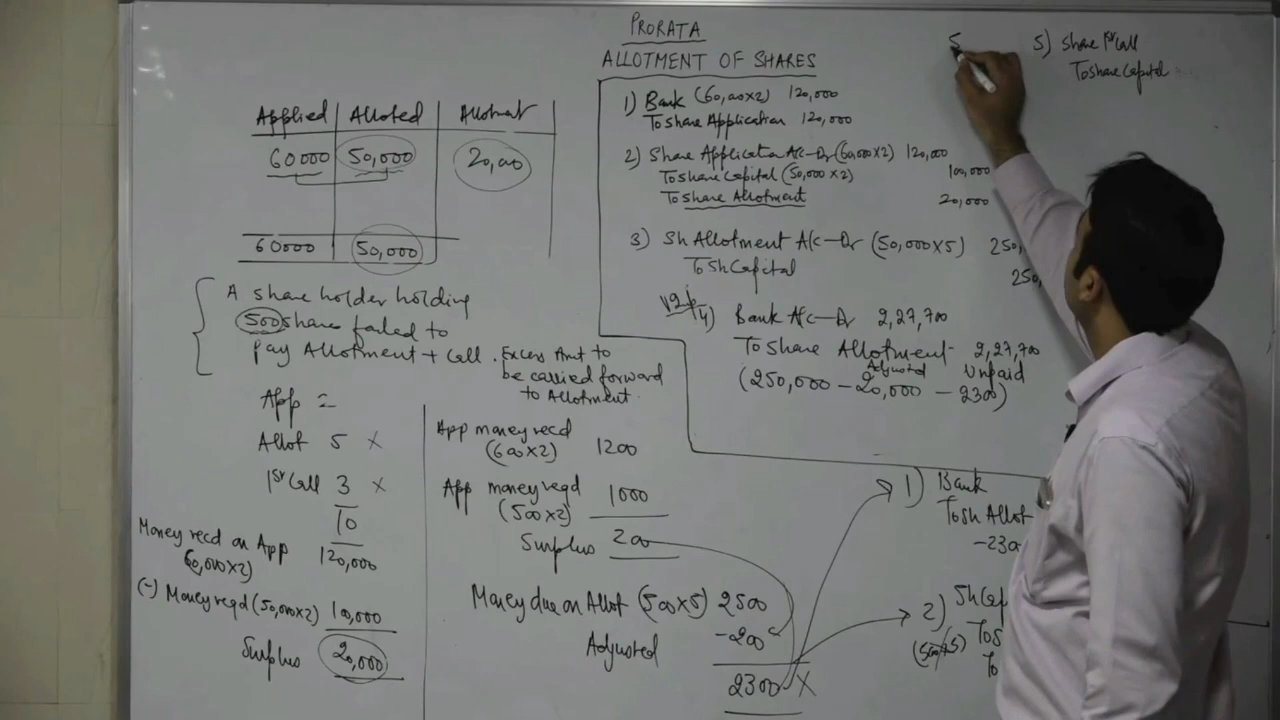 PRORATA
ALLOTMENT OF SHARES
Applied Alloted Allotment
60000 50,000 20,000
60000 50,000
A share holder holding
500 shares failed to
pay Allotment + Call. Excess Amt to
be carried forward
to Allotment.
App =
Allot 5 X
1st Call 3 X
10
Money recd on App 120,000
60,000x2)
(-) Money reqd (50,000x2) 100,000
Surplus 20,000
App money recd
(600x2) 1200
App money reqd 1000
(500x2)
Surplus 200
Money due on Allot (500x5) 2500
Adjusted -200
2300 X
1) Bank (60,000x2) 120,000
To share Application 120,000
2) Share Application A/c-Dr (60,000x2) 120,000
To share Capital (50,000x2) 100,000
To share Allotment 20,000
3) Sh Allotment A/c-Dr (50,000x5) 250,
To Sh Capital 250,
4) Bank A/c-Dr 2,27,700
To Share Allotment 2,27,700
Adjusted Unpaid
(250,000 - 20,000 - 2300)
5
5) Share 1st Call
To share Capital
1) Bank
To sh Allot
-230
2) Sh Cap
(500x5) To S
To